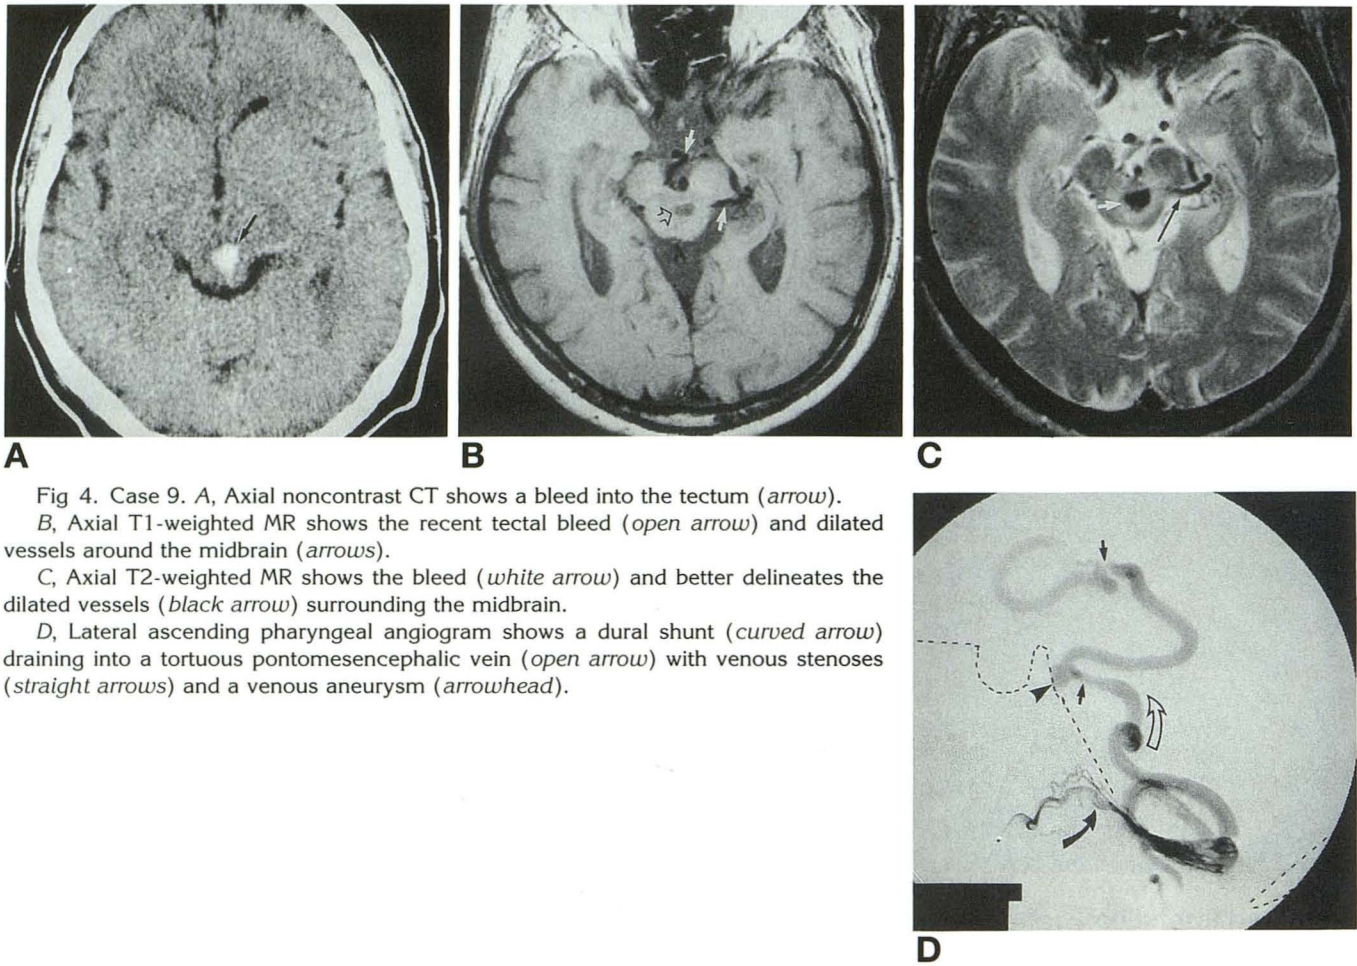 A
B
C
Fig 4. Case 9. A, Axial noncontrast CT shows a bleed into the tectum (arrow).
B, Axial T1-weighted MR shows the recent tectal bleed (open arrow) and dilated
vessels around the midbrain (arrows).
C, Axial T2-weighted MR shows the bleed (white arrow) and better delineates the
dilated vessels (black arrow) surrounding the midbrain.
D, Lateral ascending pharyngeal angiogram shows a dural shunt (curved arrow)
draining into a tortuous pontomesencephalic vein (open arrow) with venous stenoses
(straight arrows) and a venous aneurysm (arrowhead).
D